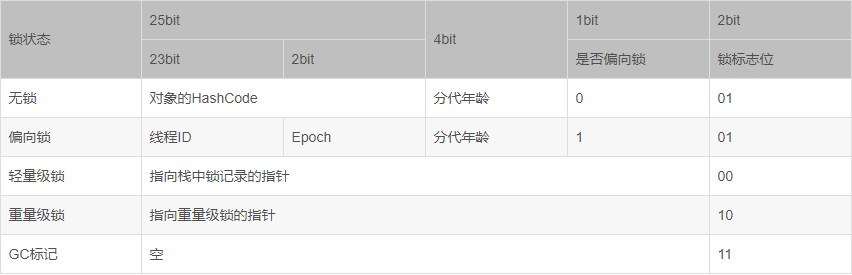 锁状态 25bit 4bit 1bit 2bit
23bit 2bit 是否偏向锁 锁标志位
无锁 对象的HashCode 分代年龄 0 01
偏向锁 线程ID Epoch 分代年龄 1 01
轻量级锁 指向栈中锁记录的指针 00
重量级锁 指向重量级锁的指针 10
GC标记 空 11